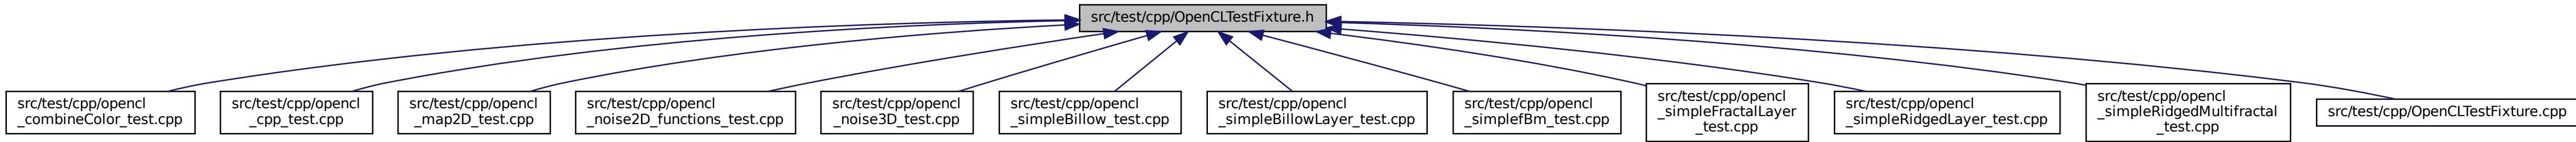 src/test/cpp/OpenCLTestFixture.h
src/test/cpp/opencl
_combineColor_test.cpp
src/test/cpp/opencl
_cpp_test.cpp
src/test/cpp/opencl
_map2D_test.cpp
src/test/cpp/opencl
_noise2D_functions_test.cpp
src/test/cpp/opencl
_noise3D_test.cpp
src/test/cpp/opencl
_simpleBillow_test.cpp
src/test/cpp/opencl
_simpleBillowLayer_test.cpp
src/test/cpp/opencl
_simplefBm_test.cpp
src/test/cpp/opencl
_simpleFractalLayer
_test.cpp
src/test/cpp/opencl
_simpleRidgedLayer_test.cpp
src/test/cpp/opencl
_simpleRidgedMultifractal
_test.cpp
src/test/cpp/OpenCLTestFixture.cpp